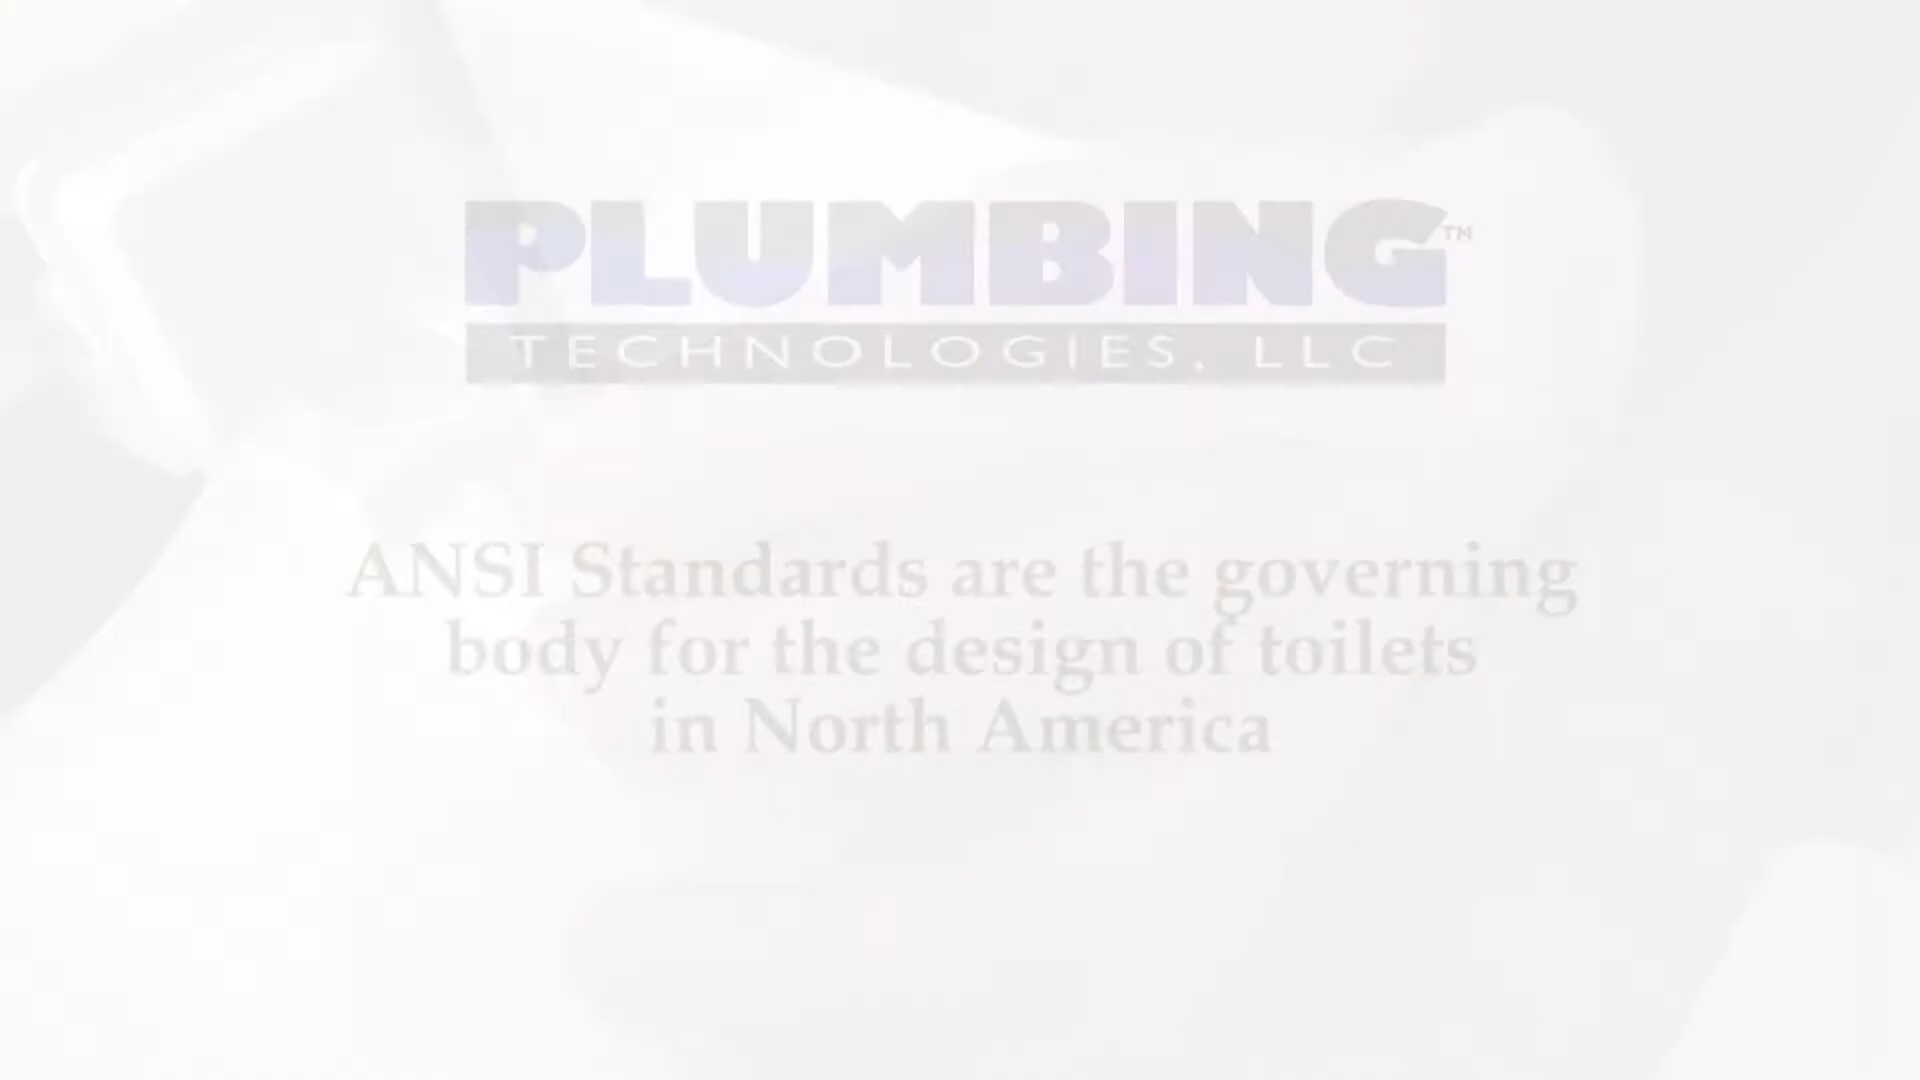 PLUMBING™
TECHNOLOGIES, LLC
ANSI Standards are the governing
body for the design of toilets
in North America